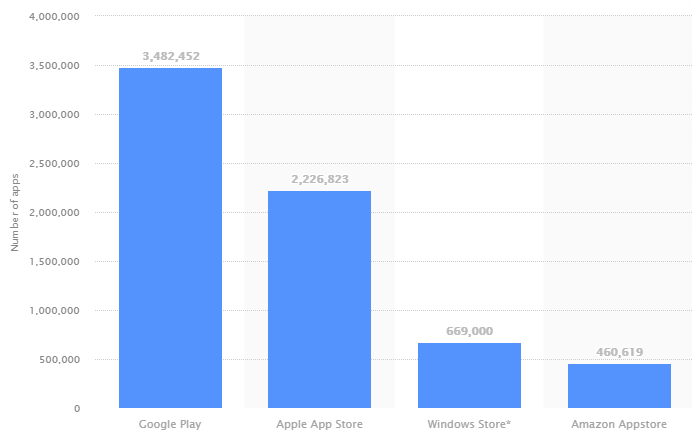 4,000,000
3,500,000
3,000,000
2,500,000
2,000,000
1,500,000
1,000,000
500,000
0
Number of apps
3,482,452
2,226,823
669,000
460,619
Google Play
Apple App Store
Windows Store*
Amazon Appstore